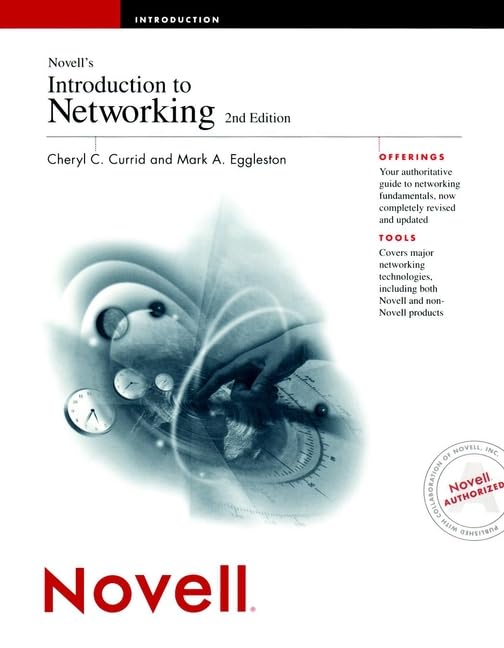 INTRODUCTION
Novell's
Introduction to
Networking 2nd Edition
Cheryl C. Currid and Mark A. Eggleston
OFFERINGS
Your authoritative
guide to networking
fundamentals, now
completely revised
and updated
TOOLS
Covers major
networking
technologies,
including both
Novell and non-
Novell products
PUBLISHED WITH COLLABORATION OF NOVELL, INC.
Novell
AUTHORIZED
Novell®